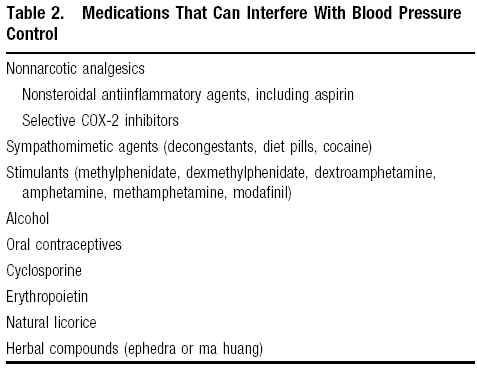 Table 2. Medications That Can Interfere With Blood Pressure
Control
Nonnarcotic analgesics
Nonsteroidal antiinflammatory agents, including aspirin
Selective COX-2 inhibitors
Sympathomimetic agents (decongestants, diet pills, cocaine)
Stimulants (methylphenidate, dexmethylphenidate, dextroamphetamine,
amphetamine, methamphetamine, modafinil)
Alcohol
Oral contraceptives
Cyclosporine
Erythropoietin
Natural licorice
Herbal compounds (ephedra or ma huang)